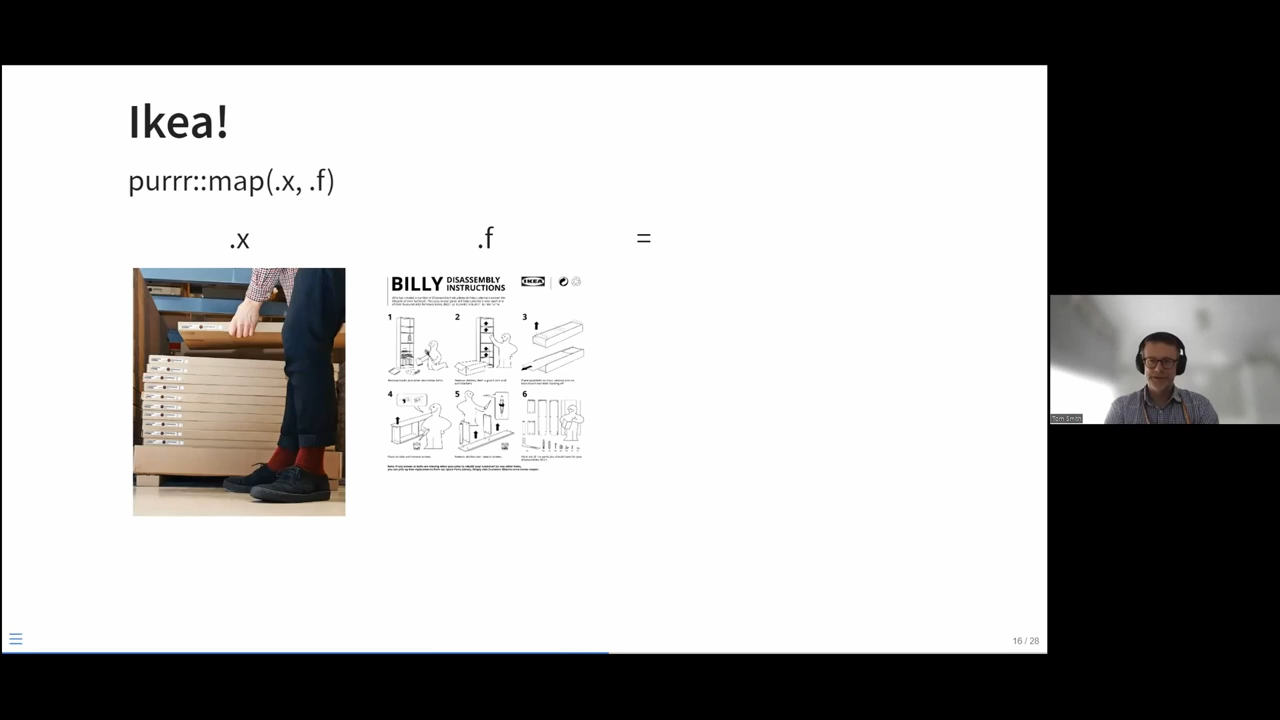 Ikea!
purrr::map(.x, .f)
.x
.f
=
BILLY DISASSEMBLY INSTRUCTIONS
IKEA
1
2
3
4
5
6
Tom Smith
16 / 28